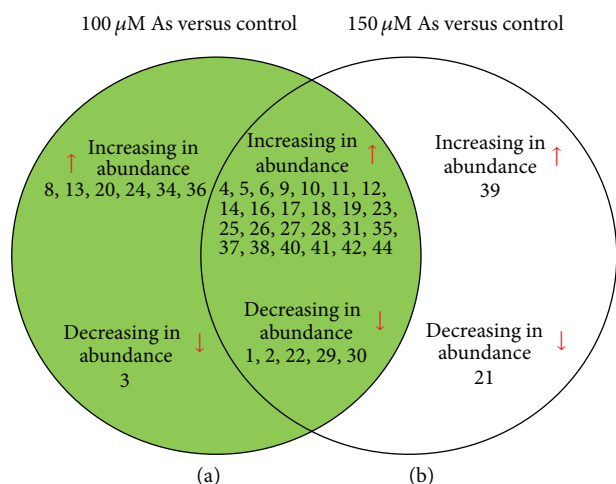 100 μM As versus control
150 μM As versus control
↑ Increasing in
abundance
8, 13, 20, 24, 34, 36
Increasing in
abundance ↑
4, 5, 6, 9, 10, 11, 12,
14, 16, 17, 18, 19, 23,
25, 26, 27, 28, 31, 35,
37, 38, 40, 41, 42, 44
Increasing in
abundance ↑
39
Decreasing in
abundance ↓
3
Decreasing in
abundance ↓
1, 2, 22, 29, 30
Decreasing in
abundance ↓
21
(a)
(b)